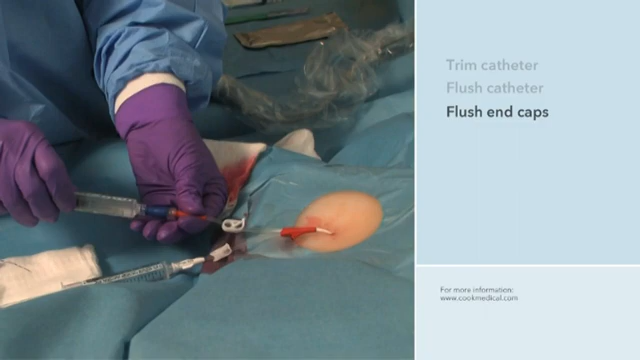 Trim catheter
Flush catheter
Flush end caps
For more information:
www.cookmedical.com